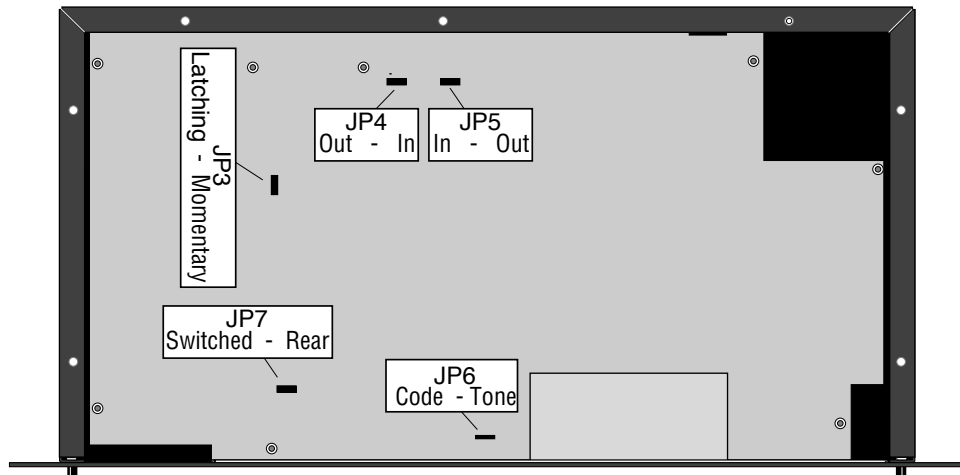 JP4
Out - In
JP5
In - Out
JP3
Latching - Momentary
JP7
Switched - Rear
JP6
Code - Tone